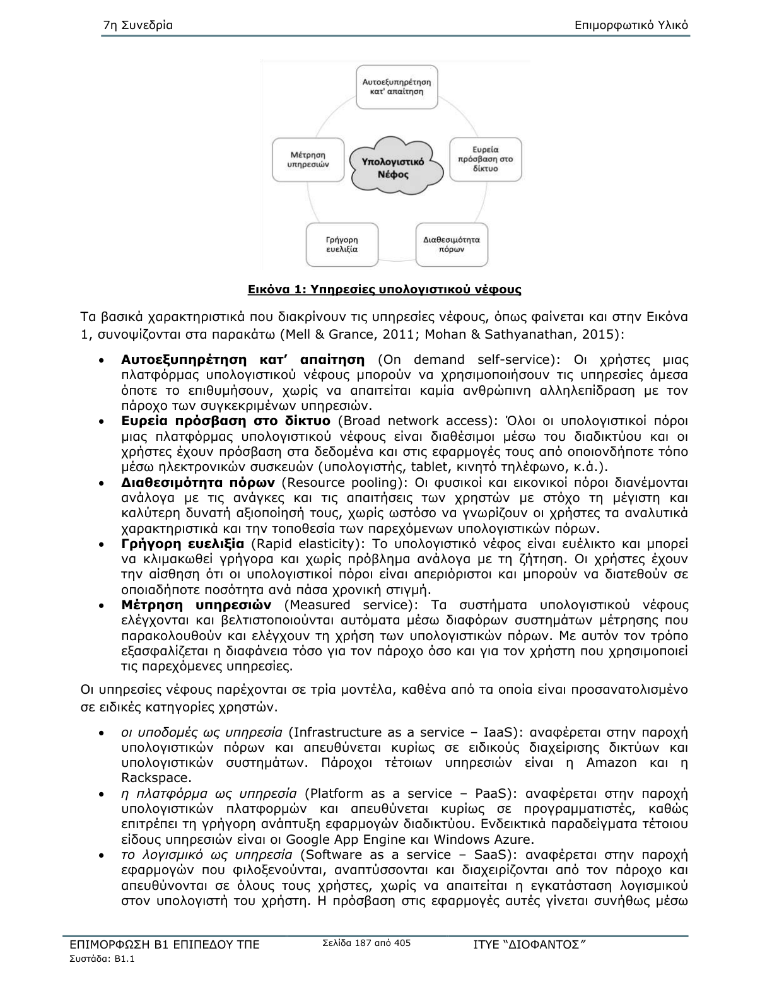 7η Συνεδρία
Επιμορφωτικό Υλικό
Αυτοεξυπηρέτηση
κατ' απαίτηση
Μέτρηση
υπηρεσιών
Υπολογιστικό
Νέφος
Ευρεία
πρόσβαση στο
δίκτυο
Γρήγορη
ευελιξία
Διαθεσιμότητα
πόρων
Εικόνα 1: Υπηρεσίες υπολογιστικού νέφους
Τα βασικά χαρακτηριστικά που διακρίνουν τις υπηρεσίες νέφους, όπως φαίνεται και στην Εικόνα
1, συνοψίζονται στα παρακάτω (Mell & Grance, 2011; Mohan & Sathyanathan, 2015):
• Αυτοεξυπηρέτηση κατ’ απαίτηση (On demand self-service): Οι χρήστες μιας
πλατφόρμας υπολογιστικού νέφους μπορούν να χρησιμοποιήσουν τις υπηρεσίες άμεσα
όποτε το επιθυμήσουν, χωρίς να απαιτείται καμία ανθρώπινη αλληλεπίδραση με τον
πάροχο των συγκεκριμένων υπηρεσιών.
• Ευρεία πρόσβαση στο δίκτυο (Broad network access): Όλοι οι υπολογιστικοί πόροι
μιας πλατφόρμας υπολογιστικού νέφους είναι διαθέσιμοι μέσω του διαδικτύου και οι
χρήστες έχουν πρόσβαση στα δεδομένα και στις εφαρμογές τους από οποιονδήποτε τόπο
μέσω ηλεκτρονικών συσκευών (υπολογιστής, tablet, κινητό τηλέφωνο, κ.ά.).
• Διαθεσιμότητα πόρων (Resource pooling): Οι φυσικοί και εικονικοί πόροι διανέμονται
ανάλογα με τις ανάγκες και τις απαιτήσεις των χρηστών με στόχο τη μέγιστη και
καλύτερη δυνατή αξιοποίησή τους, χωρίς ωστόσο να γνωρίζουν οι χρήστες τα αναλυτικά
χαρακτηριστικά και την τοποθεσία των παρεχόμενων υπολογιστικών πόρων.
• Γρήγορη ευελιξία (Rapid elasticity): Το υπολογιστικό νέφος είναι ευέλικτο και μπορεί
να κλιμακωθεί γρήγορα και χωρίς πρόβλημα ανάλογα με τη ζήτηση. Οι χρήστες έχουν
την αίσθηση ότι οι υπολογιστικοί πόροι είναι απεριόριστοι και μπορούν να διατεθούν σε
οποιαδήποτε ποσότητα ανά πάσα χρονική στιγμή.
• Μέτρηση υπηρεσιών (Measured service): Τα συστήματα υπολογιστικού νέφους
ελέγχονται και βελτιστοποιούνται αυτόματα μέσω διαφόρων συστημάτων μέτρησης που
παρακολουθούν και ελέγχουν τη χρήση των υπολογιστικών πόρων. Με αυτόν τον τρόπο
εξασφαλίζεται η διαφάνεια τόσο για τον πάροχο όσο και για τον χρήστη που χρησιμοποιεί
τις παρεχόμενες υπηρεσίες.
Οι υπηρεσίες νέφους παρέχονται σε τρία μοντέλα, καθένα από τα οποία είναι προσανατολισμένο
σε ειδικές κατηγορίες χρηστών.
• οι υποδομές ως υπηρεσία (Infrastructure as a service – IaaS): αναφέρεται στην παροχή
υπολογιστικών πόρων και απευθύνεται κυρίως σε ειδικούς διαχείρισης δικτύων και
υπολογιστικών συστημάτων. Πάροχοι τέτοιων υπηρεσιών είναι η Amazon και η
Rackspace.
• η πλατφόρμα ως υπηρεσία (Platform as a service – PaaS): αναφέρεται στην παροχή
υπολογιστικών πλατφορμών και απευθύνεται κυρίως σε προγραμματιστές, καθώς
επιτρέπει τη γρήγορη ανάπτυξη εφαρμογών διαδικτύου. Ενδεικτικά παραδείγματα τέτοιου
είδους υπηρεσιών είναι οι Google App Engine και Windows Azure.
• το λογισμικό ως υπηρεσία (Software as a service – SaaS): αναφέρεται στην παροχή
εφαρμογών που φιλοξενούνται, αναπτύσσονται και διαχειρίζονται από τον πάροχο και
απευθύνονται σε όλους τους χρήστες, χωρίς να απαιτείται η εγκατάσταση λογισμικού
στον υπολογιστή του χρήστη. Η πρόσβαση στις εφαρμογές αυτές γίνεται συνήθως μέσω
ΕΠΙΜΟΡΦΩΣΗ Β1 ΕΠΙΠΕΔΟΥ ΤΠΕ
Σελίδα 187 από 405
ΙΤΥΕ “ΔΙΟΦΑΝΤΟΣ”
Συστάδα: Β1.1